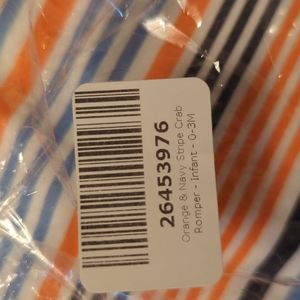 26453976
Orange & Navy Stripe Crab
Romper - Infant - 0-3M